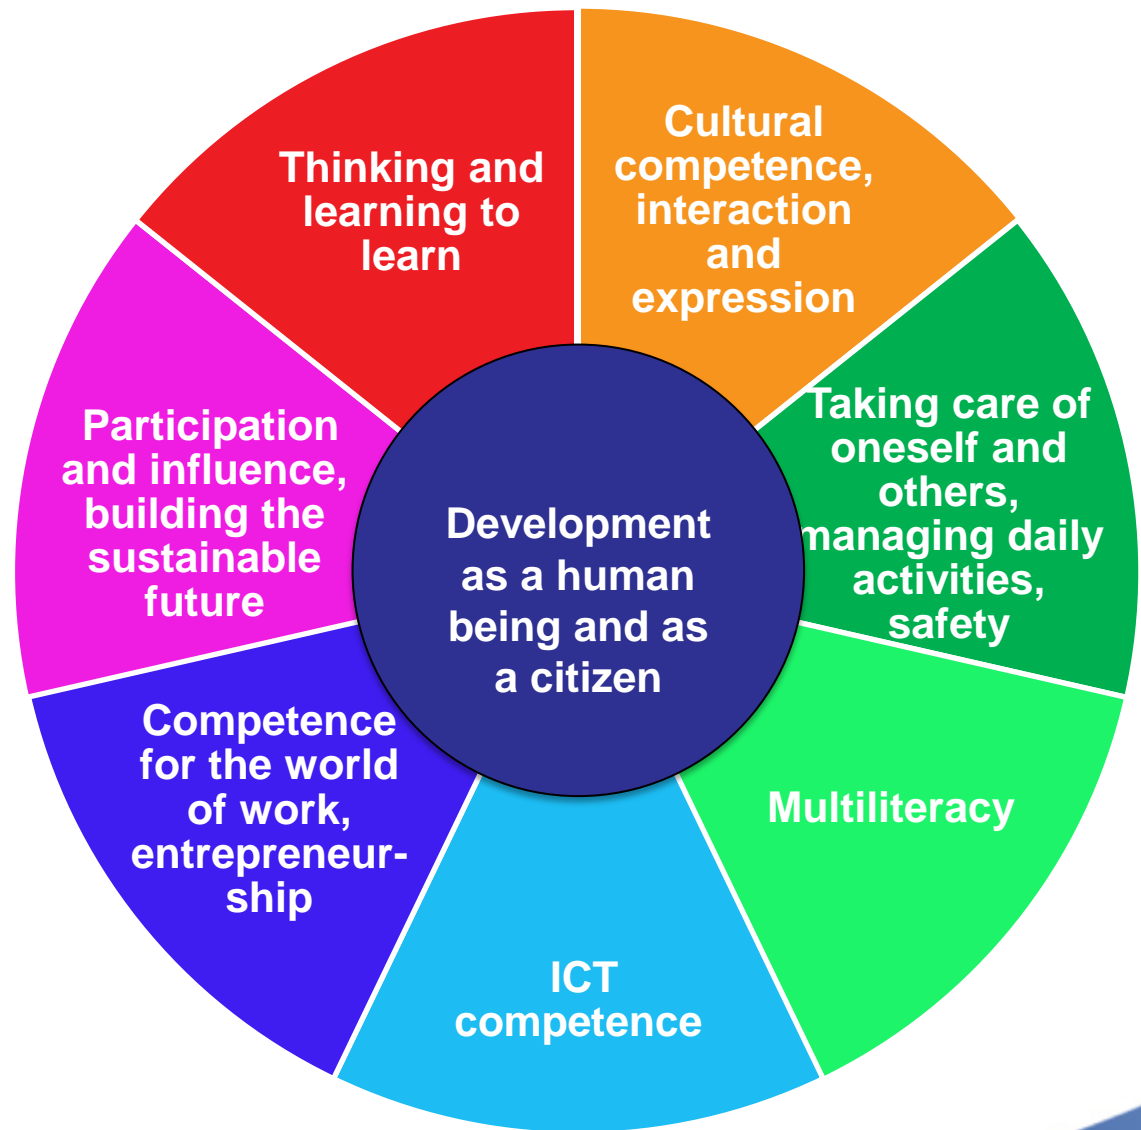 Thinking and
learning to
learn
Cultural
competence,
interaction
and
expression
Taking care of
oneself and
others,
managing daily
activities,
safety
Multiliteracy
ICT
competence
Competence
for the world
of work,
entrepreneur-
ship
Participation
and influence,
building the
sustainable
future
Development
as a human
being and as
a citizen